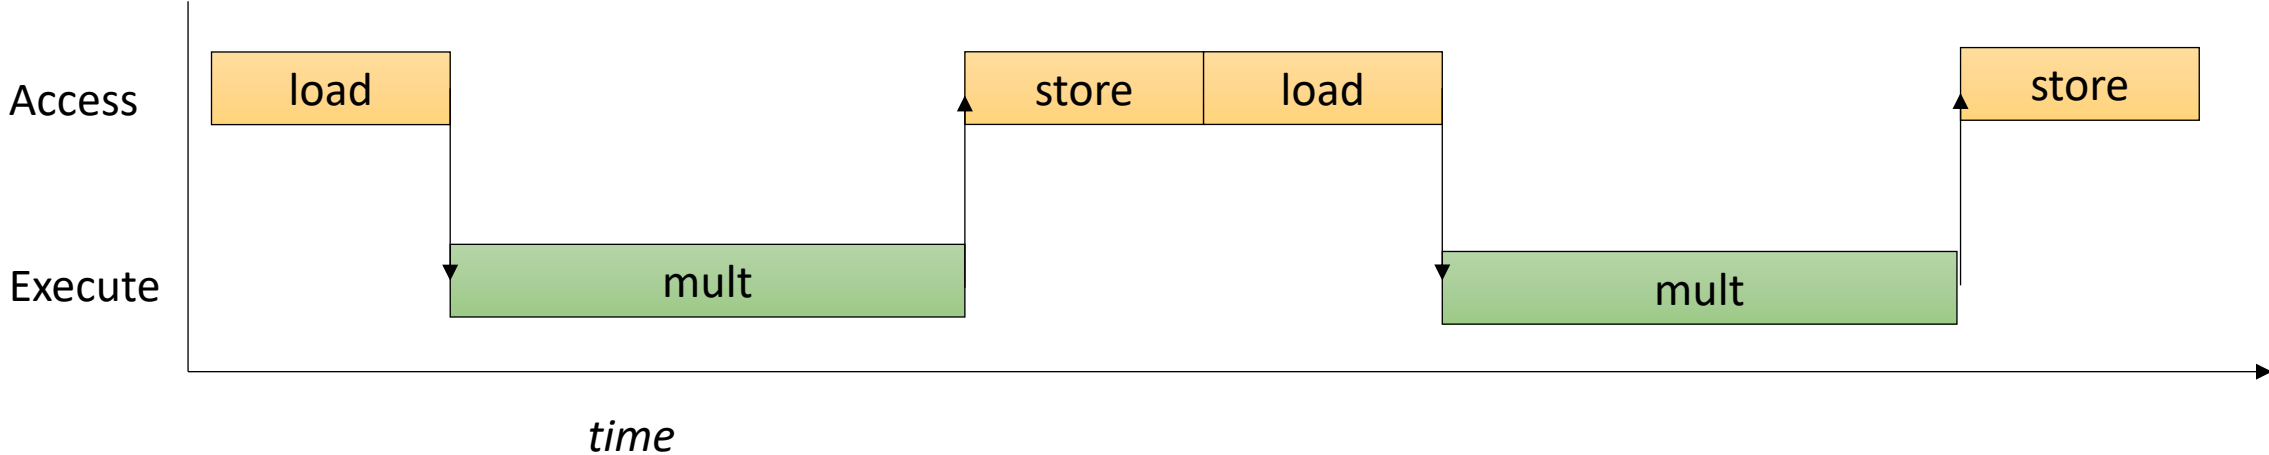 Access load store load store
Execute mult mult
time